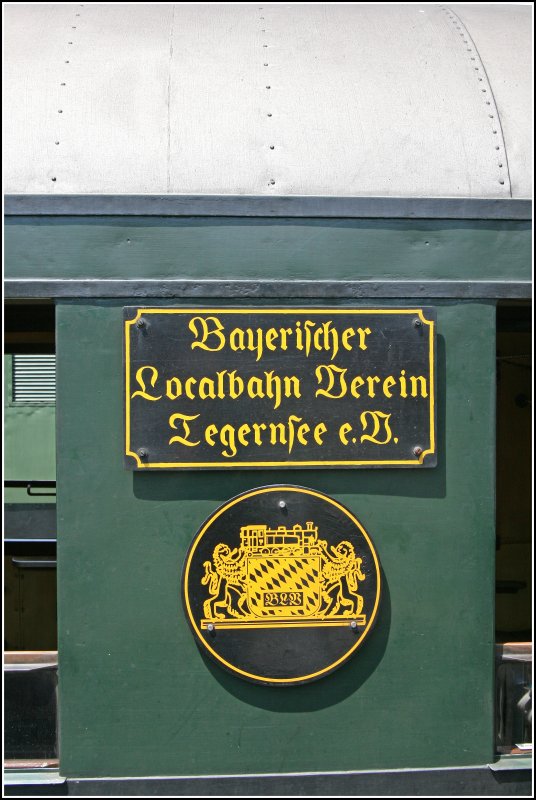 Bayerischer
Localbahn Verein
Tegernsee e.V.
BLV